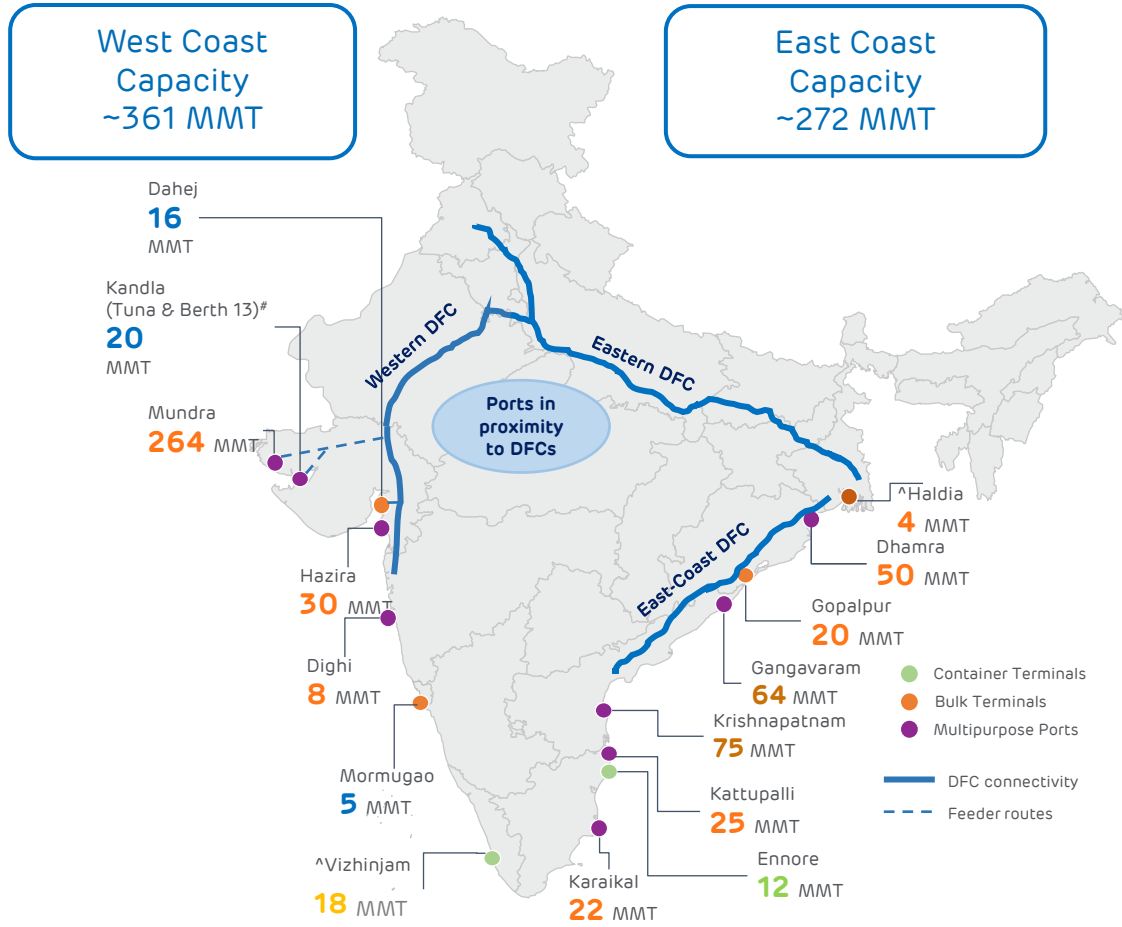 West Coast
Capacity
~361 MMT
East Coast
Capacity
~272 MMT
Dahej
16
MMT
Kandla
(Tuna & Berth 13)#
20
MMT
Mundra
264 MMT
Western DFC
Eastern DFC
Ports in
proximity
to DFCs
East-Coast DFC
Hazira
30 MMT
Dighi
8 MMT
Mormugao
5 MMT
^Vizhinjam
18 MMT
^Haldia
4 MMT
Dhamra
50 MMT
Gopalpur
20 MMT
Gangavaram
64 MMT
Krishnapatnam
75 MMT
Kattupalli
25 MMT
Ennore
12 MMT
Karaikal
22 MMT
Container Terminals
Bulk Terminals
Multipurpose Ports
DFC connectivity
Feeder routes